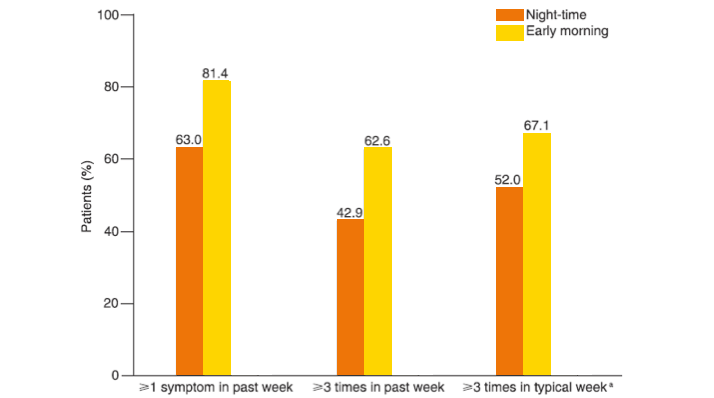 Night-time
Early morning
Patients (%)
100
80
60
40
20
0
81.4
63.0
62.6
42.9
67.1
52.0
⩾1 symptom in past week
⩾3 times in past week
⩾3 times in typical weekª